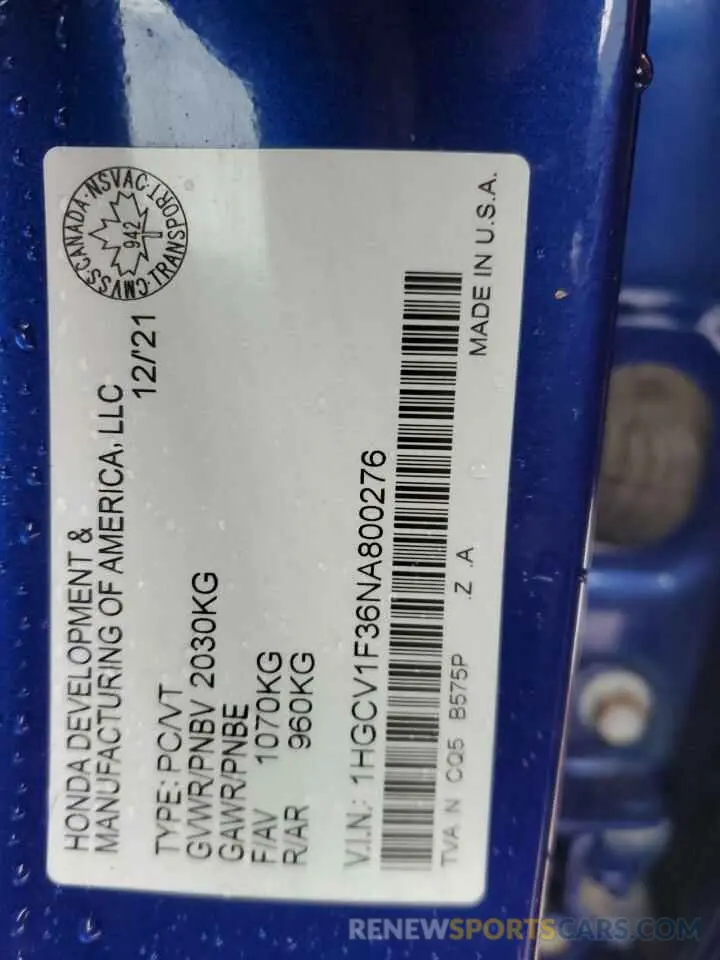 HONDA DEVELOPMENT &
MANUFACTURING OF AMERICA, LLC
12/'21
CANADA · NSVAC · TRANSPORT · CMVSS
942
TYPE: PC/VT
GVWR/PNBV 2030KG
GAWR/PNBE
F/AV 1070KG
R/AR 960KG
V.I.N.: 1HGCV1F36NA800276
TVA N CQ5 B575P .Z .A
MADE IN U.S.A.
RENEWSPORTSCARS.COM